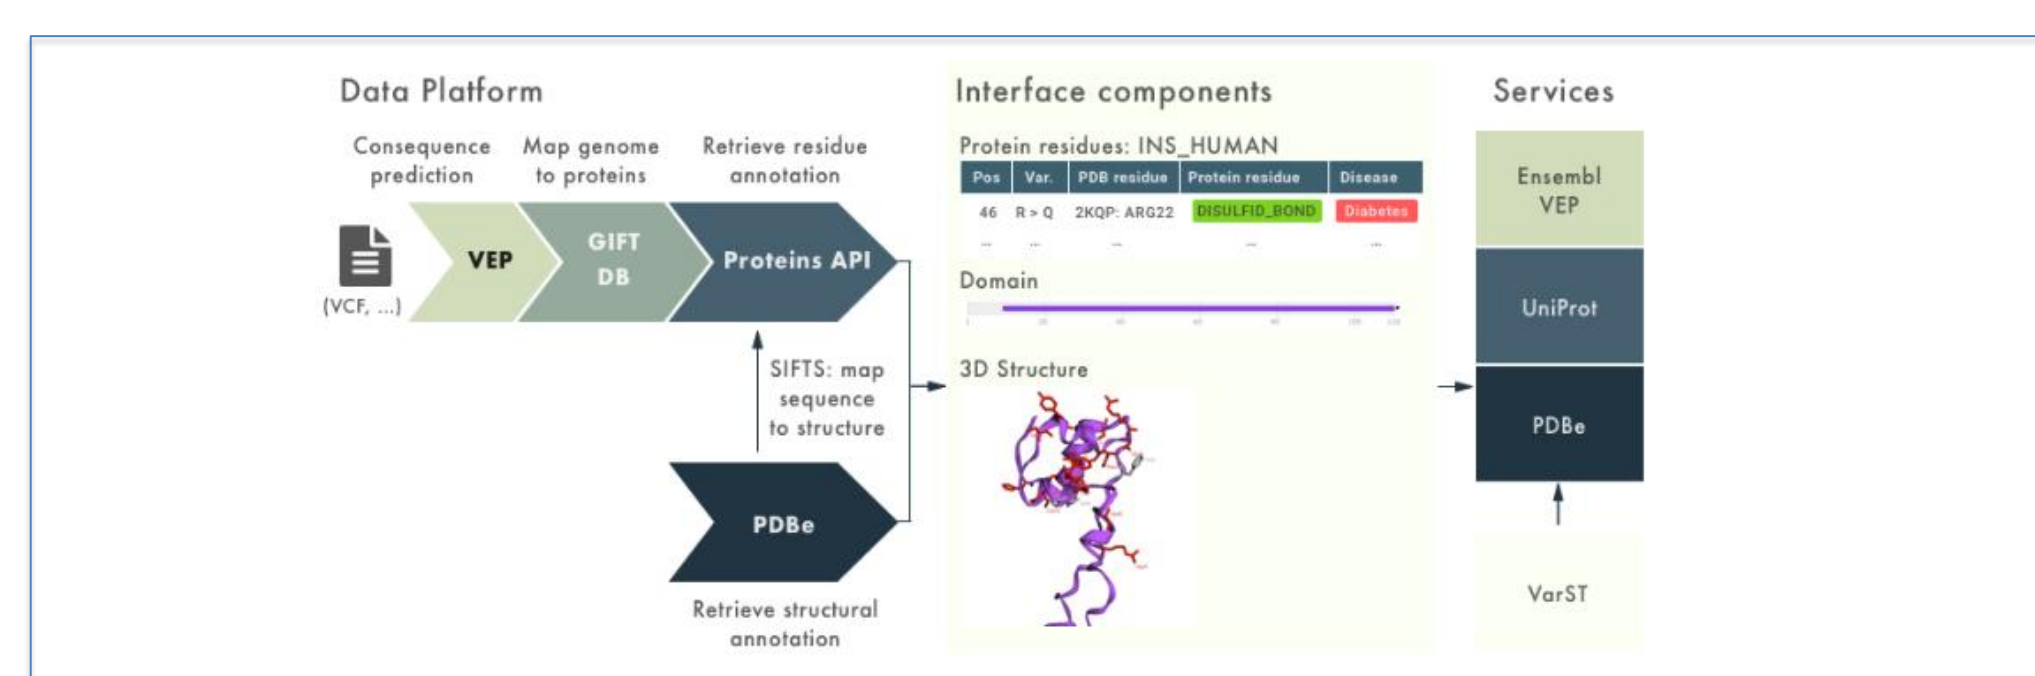 Data Platform
Consequence
prediction
Map genome
to proteins
Retrieve residue
annotation
(VCF, ...)
VEP
GIFT
DB
Proteins API
SIFTS: map
sequence
to structure
PDBe
Retrieve structural
annotation
Interface components
Protein residues: INS_HUMAN
Pos Var. PDB residue Protein residue Disease
46 R > Q 2KQP: ARG22 DISULFID_BOND Diabetes
... ... ... ... ...
Domain
3D Structure
Services
Ensembl
VEP
UniProt
PDBe
VarST